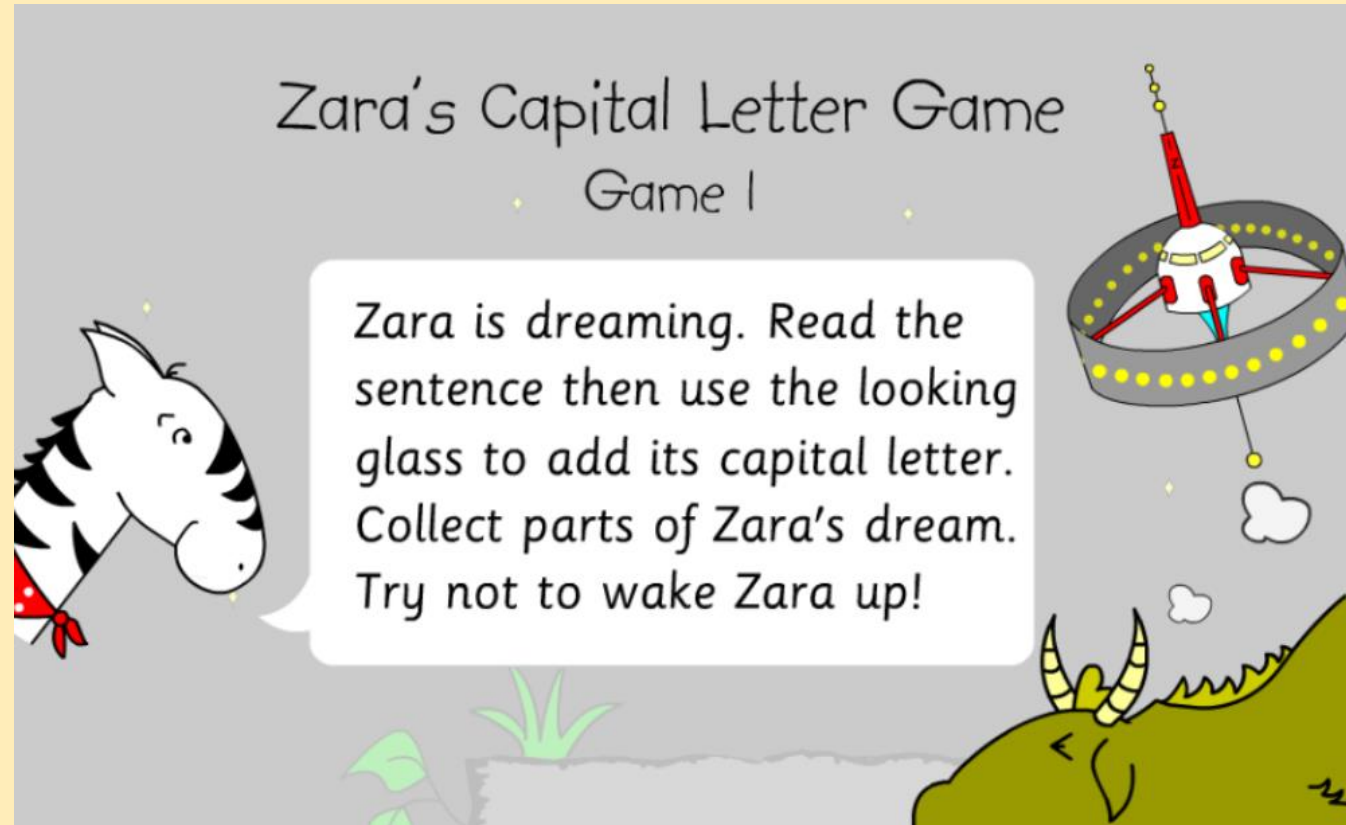 Zara's Capital Letter Game
Game 1
Zara is dreaming. Read the
sentence then use the looking
glass to add its capital letter.
Collect parts of Zara's dream.
Try not to wake Zara up!